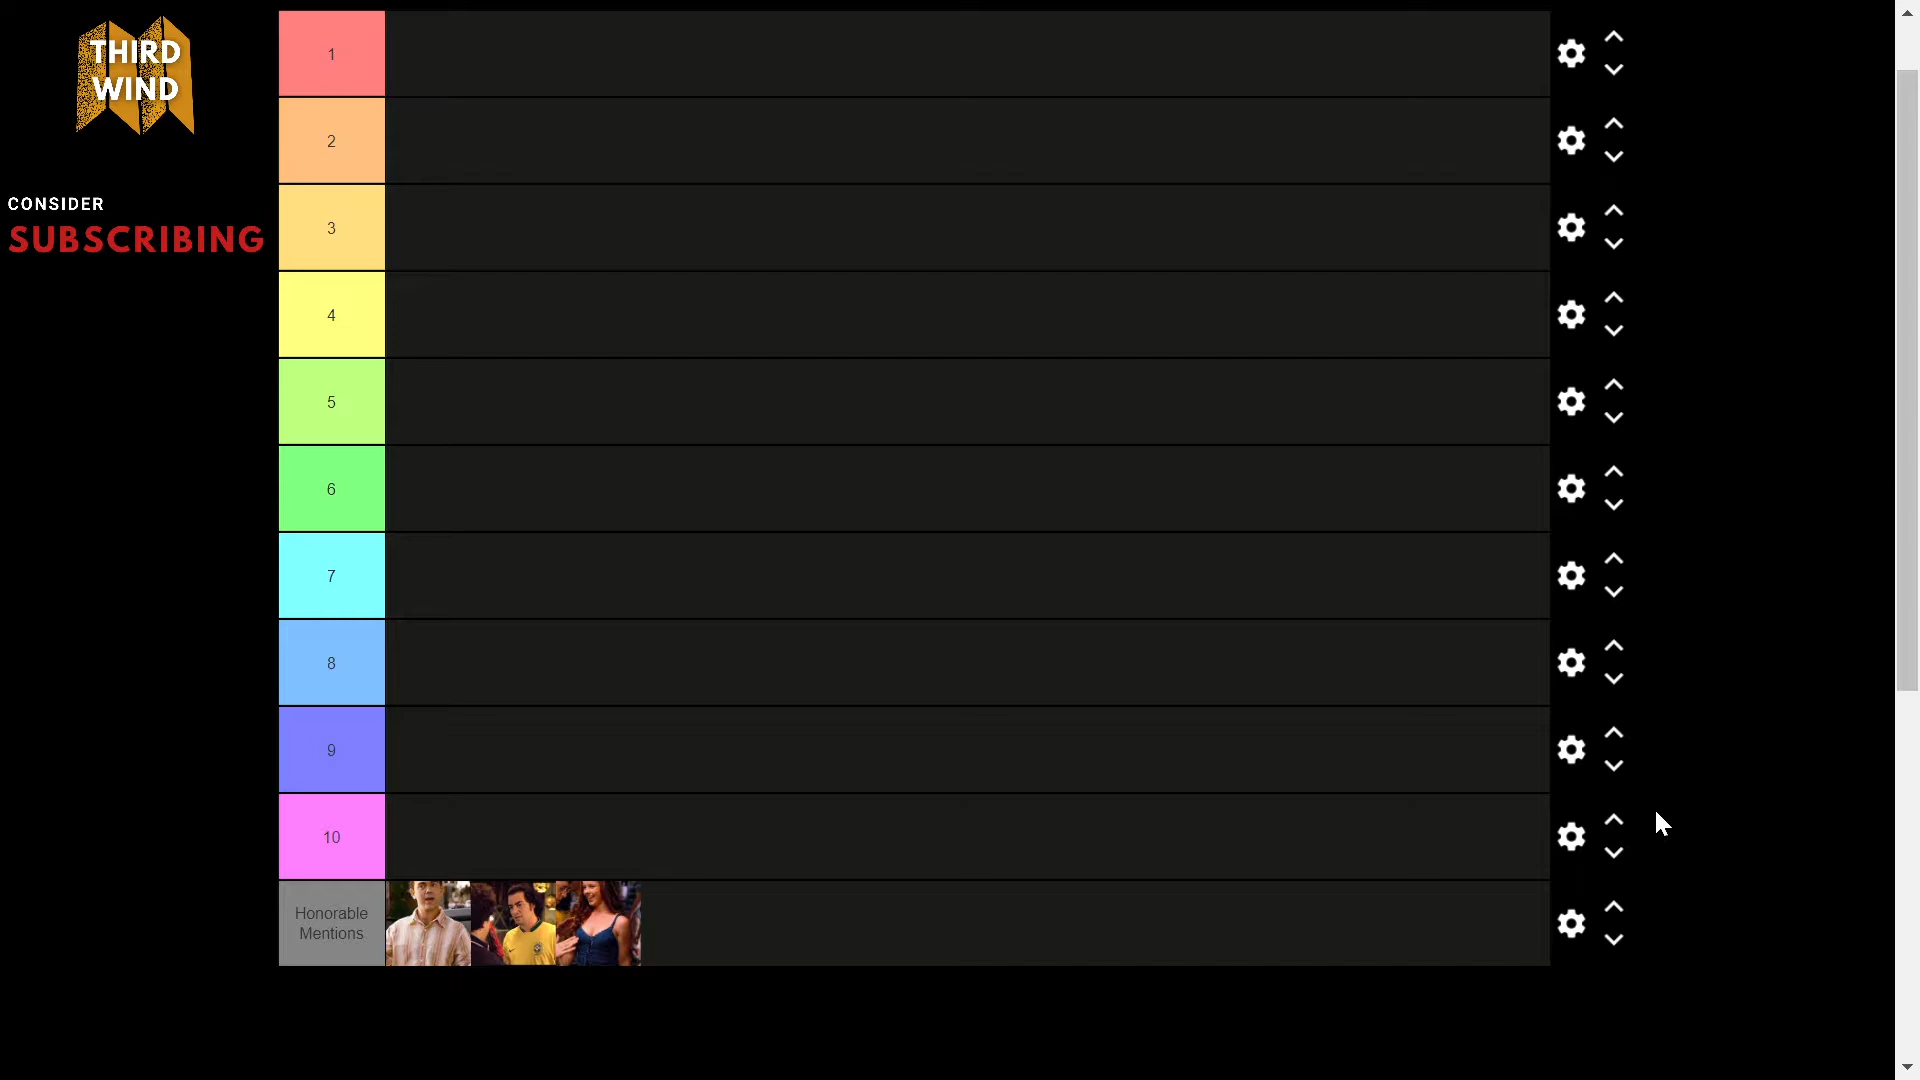 THIRD
WIND
CONSIDER
SUBSCRIBING
1
2
3
4
5
6
7
8
9
10
Honorable
Mentions